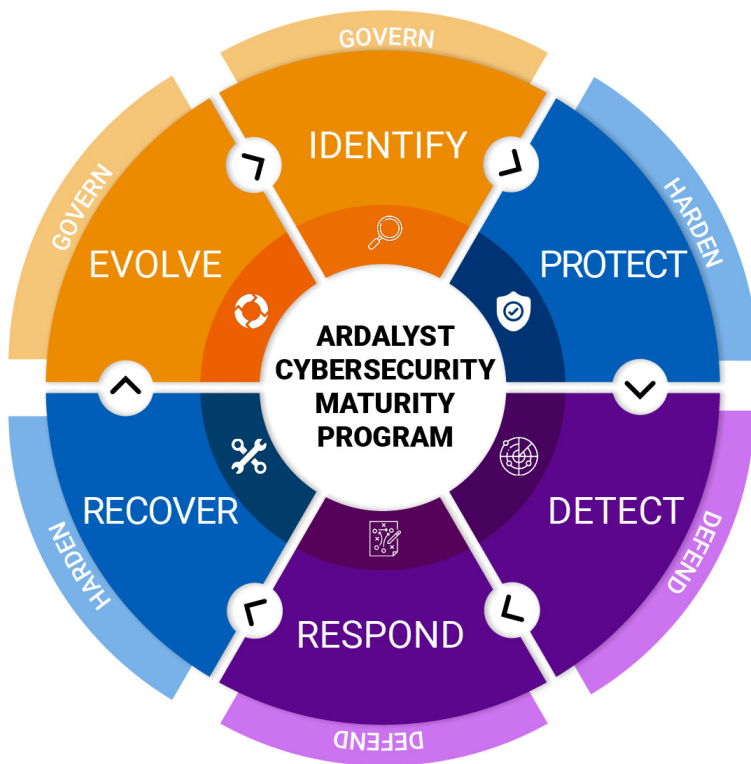 GOVERN
IDENTIFY
HARDEN
PROTECT
DEFEND
DETECT
DEFEND
RESPOND
HARDEN
RECOVER
GOVERN
EVOLVE
ARDALYST
CYBERSECURITY
MATURITY
PROGRAM